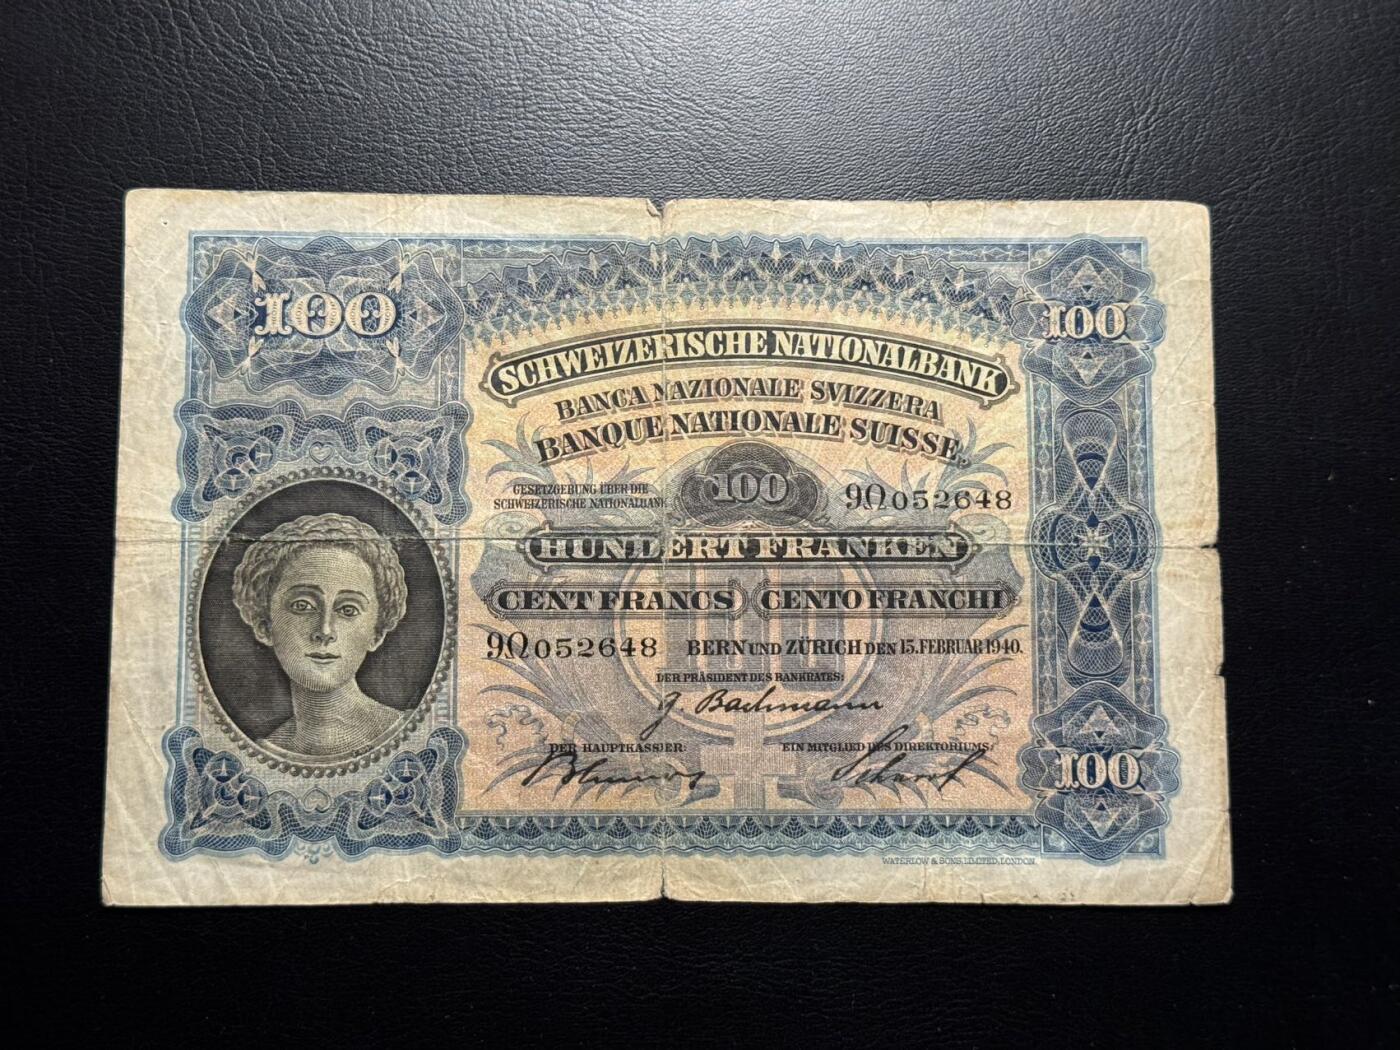 100
100
SCHWEIZERISCHE NATIONALBANK
BANCA NAZIONALE SVIZZERA
BANQUE NATIONALE SUISSE
GESETZGEBUNG ÜBER DIE
SCHWEIZERISCHE NATIONALBANK
100
9Ω052648
HUNDERT FRANKEN
100
CENT FRANCS
CENTO FRANCHI
9Ω052648
BERN UND ZÜRICH DEN 15. FEBRUAR 1940.
DER PRÄSIDENT DES BANKRATES:
G. Bachmann
DER HAUPTKASSIER:
EIN MITGLIED DES DIREKTORIUMS:
100
WATERLOW & SONS, LIMITED, LONDON.